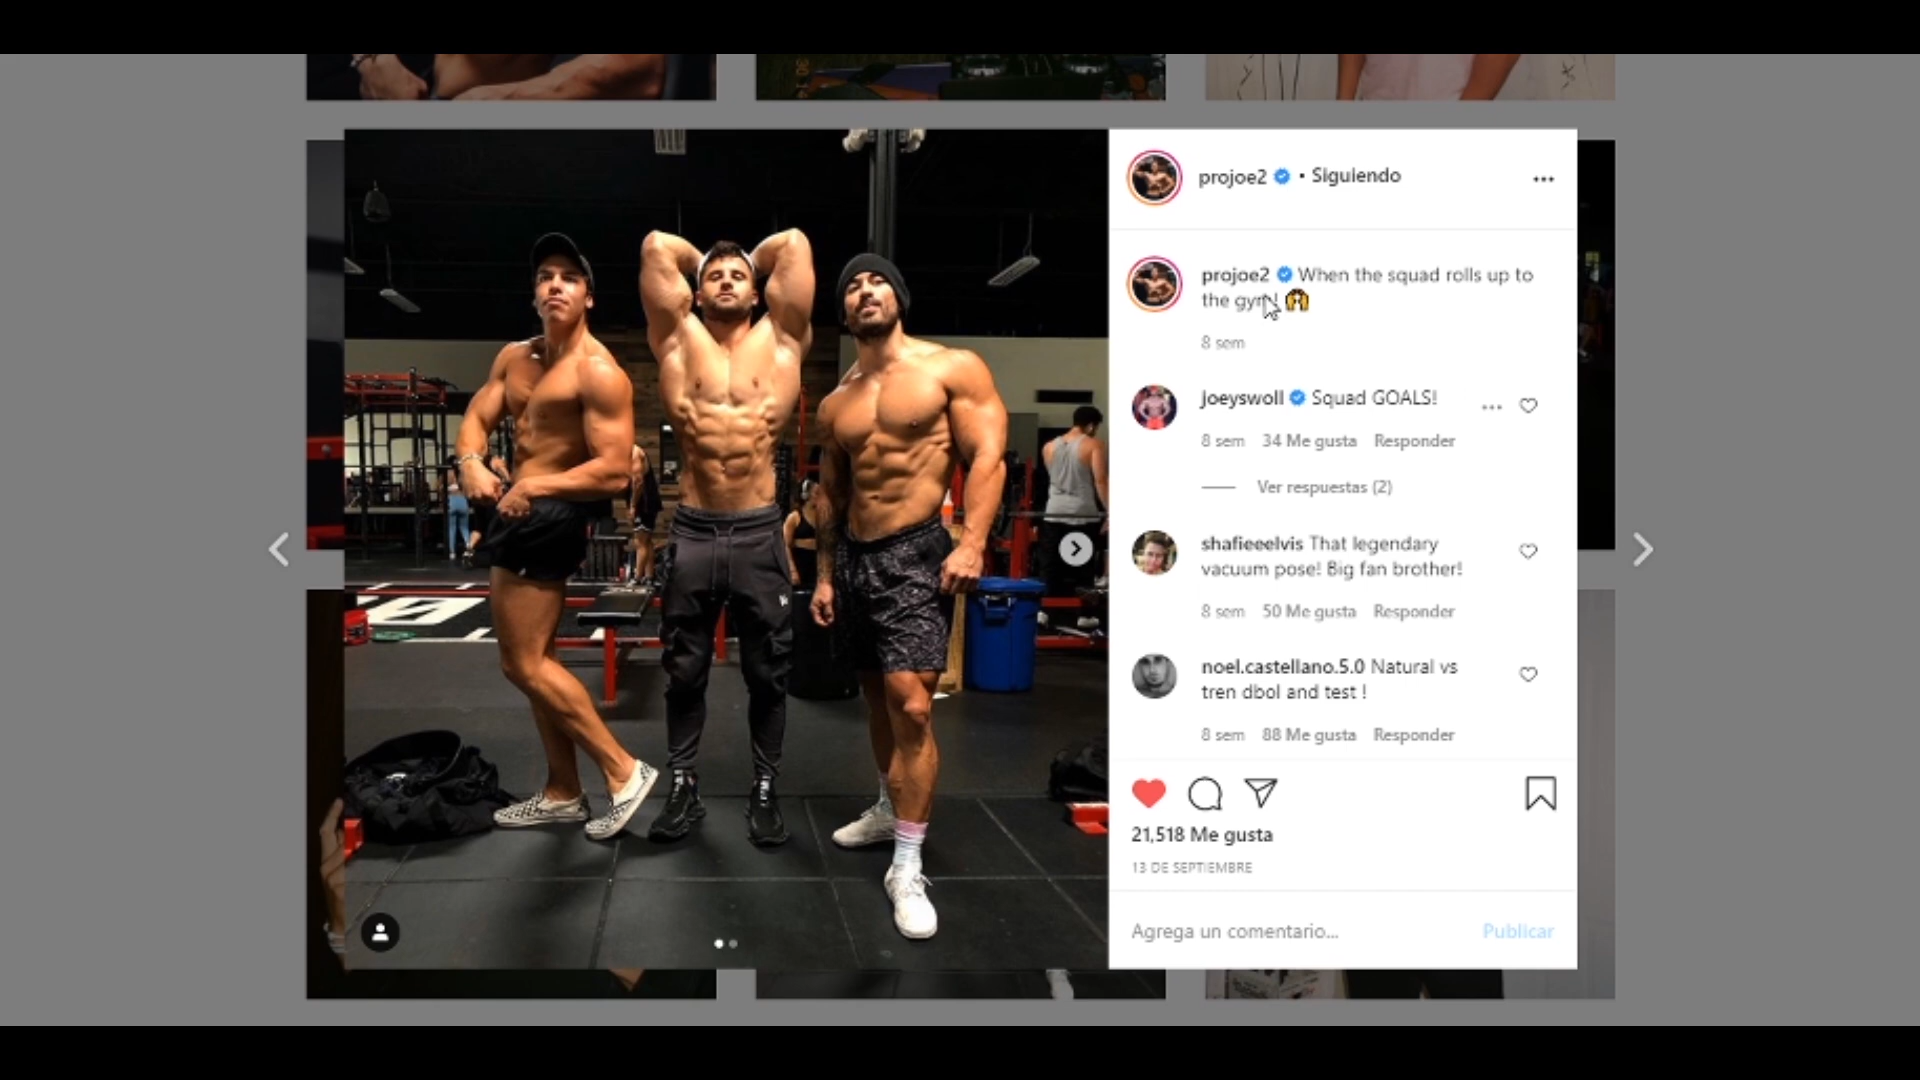 projoe2 • Siguiendo
projoe2 When the squad rolls up to
the gym! 🙌
8 sem
joeyswoll Squad GOALS!
8 sem 34 Me gusta Responder
Ver respuestas (2)
shafieeelvis That legendary
vacuum pose! Big fan brother!
8 sem 50 Me gusta Responder
noel.castellano.5.0 Natural vs
tren dbol and test !
8 sem 88 Me gusta Responder
21,518 Me gusta
13 DE SEPTIEMBRE
Agrega un comentario... Publicar